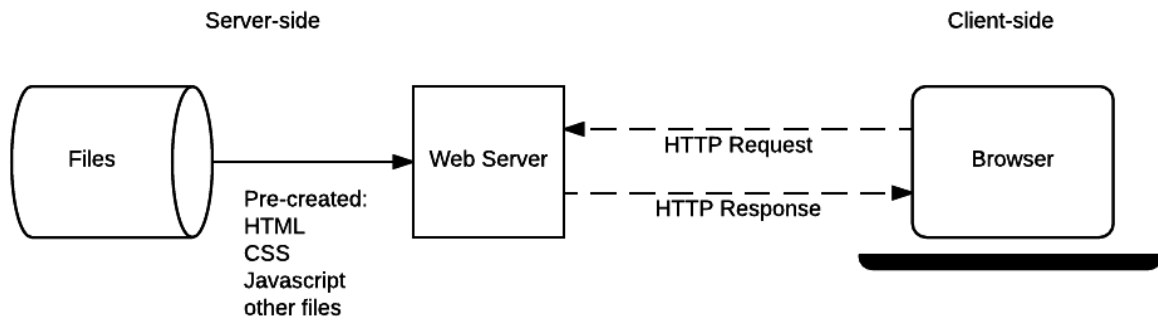 Server-side
Client-side
Files
Web Server
HTTP Request
HTTP Response
Browser
Pre-created:
HTML
CSS
Javascript
other files